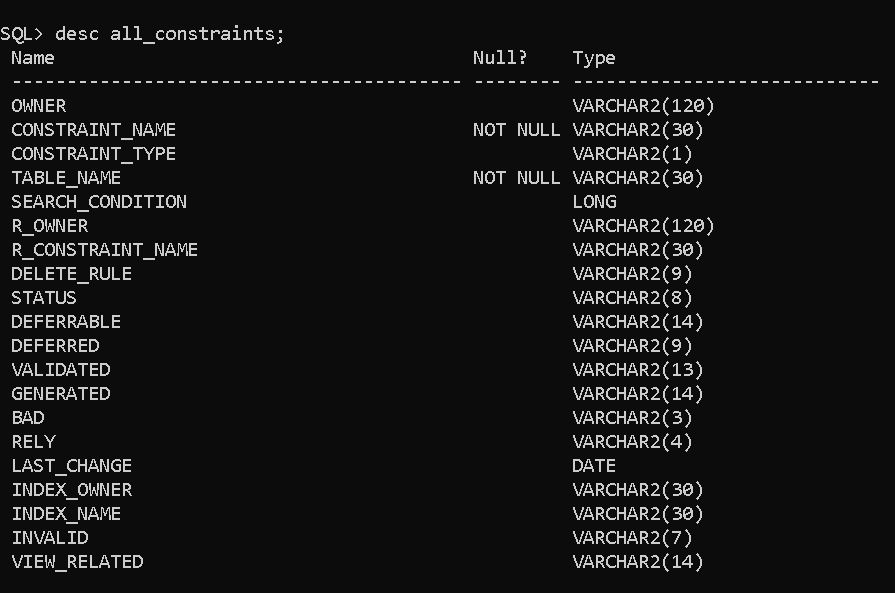 SQL> desc all_constraints;
 Name                                      Null?    Type
 ----------------------------------------- -------- ----------------------------
 OWNER                                              VARCHAR2(120)
 CONSTRAINT_NAME                           NOT NULL VARCHAR2(30)
 CONSTRAINT_TYPE                                    VARCHAR2(1)
 TABLE_NAME                                NOT NULL VARCHAR2(30)
 SEARCH_CONDITION                                   LONG
 R_OWNER                                            VARCHAR2(120)
 R_CONSTRAINT_NAME                                  VARCHAR2(30)
 DELETE_RULE                                        VARCHAR2(9)
 STATUS                                             VARCHAR2(8)
 DEFERRABLE                                         VARCHAR2(14)
 DEFERRED                                           VARCHAR2(9)
 VALIDATED                                          VARCHAR2(13)
 GENERATED                                          VARCHAR2(14)
 BAD                                                VARCHAR2(3)
 RELY                                               VARCHAR2(4)
 LAST_CHANGE                                        DATE
 INDEX_OWNER                                        VARCHAR2(30)
 INDEX_NAME                                         VARCHAR2(30)
 INVALID                                            VARCHAR2(7)
 VIEW_RELATED                                       VARCHAR2(14)